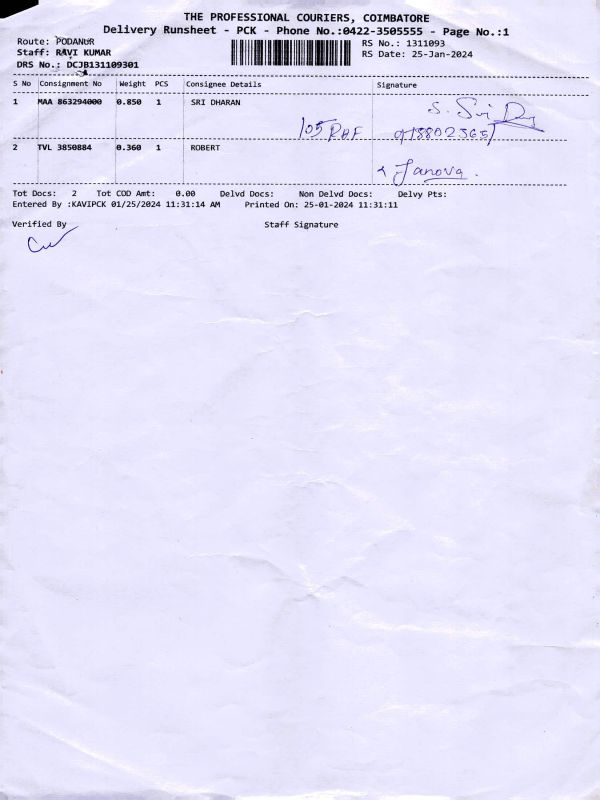 THE PROFESSIONAL COURIERS, COIMBATORE
Delivery Runsheet - PCK - Phone No.:0422-3505555 - Page No.:1
Route: PODANUR
Staff: RAVI KUMAR
DRS No.: DCJB131109301
RS No.: 1311093
RS Date: 25-Jan-2024
S No Consignment No Weight PCS Consignee Details Signature
1 MAA 863294000 0.850 1 SRI DHARAN
S. Sri
105
2 TVL 3850884 0.360 1 ROBERT
Janova.
Tot Docs: 2 Tot COD Amt: 0.00 Delvd Docs: Non Delvd Docs: Delvy Pts:
Entered By :KAVIPCK 01/25/2024 11:31:14 AM Printed On: 25-01-2024 11:31:11
Verified By Staff Signature